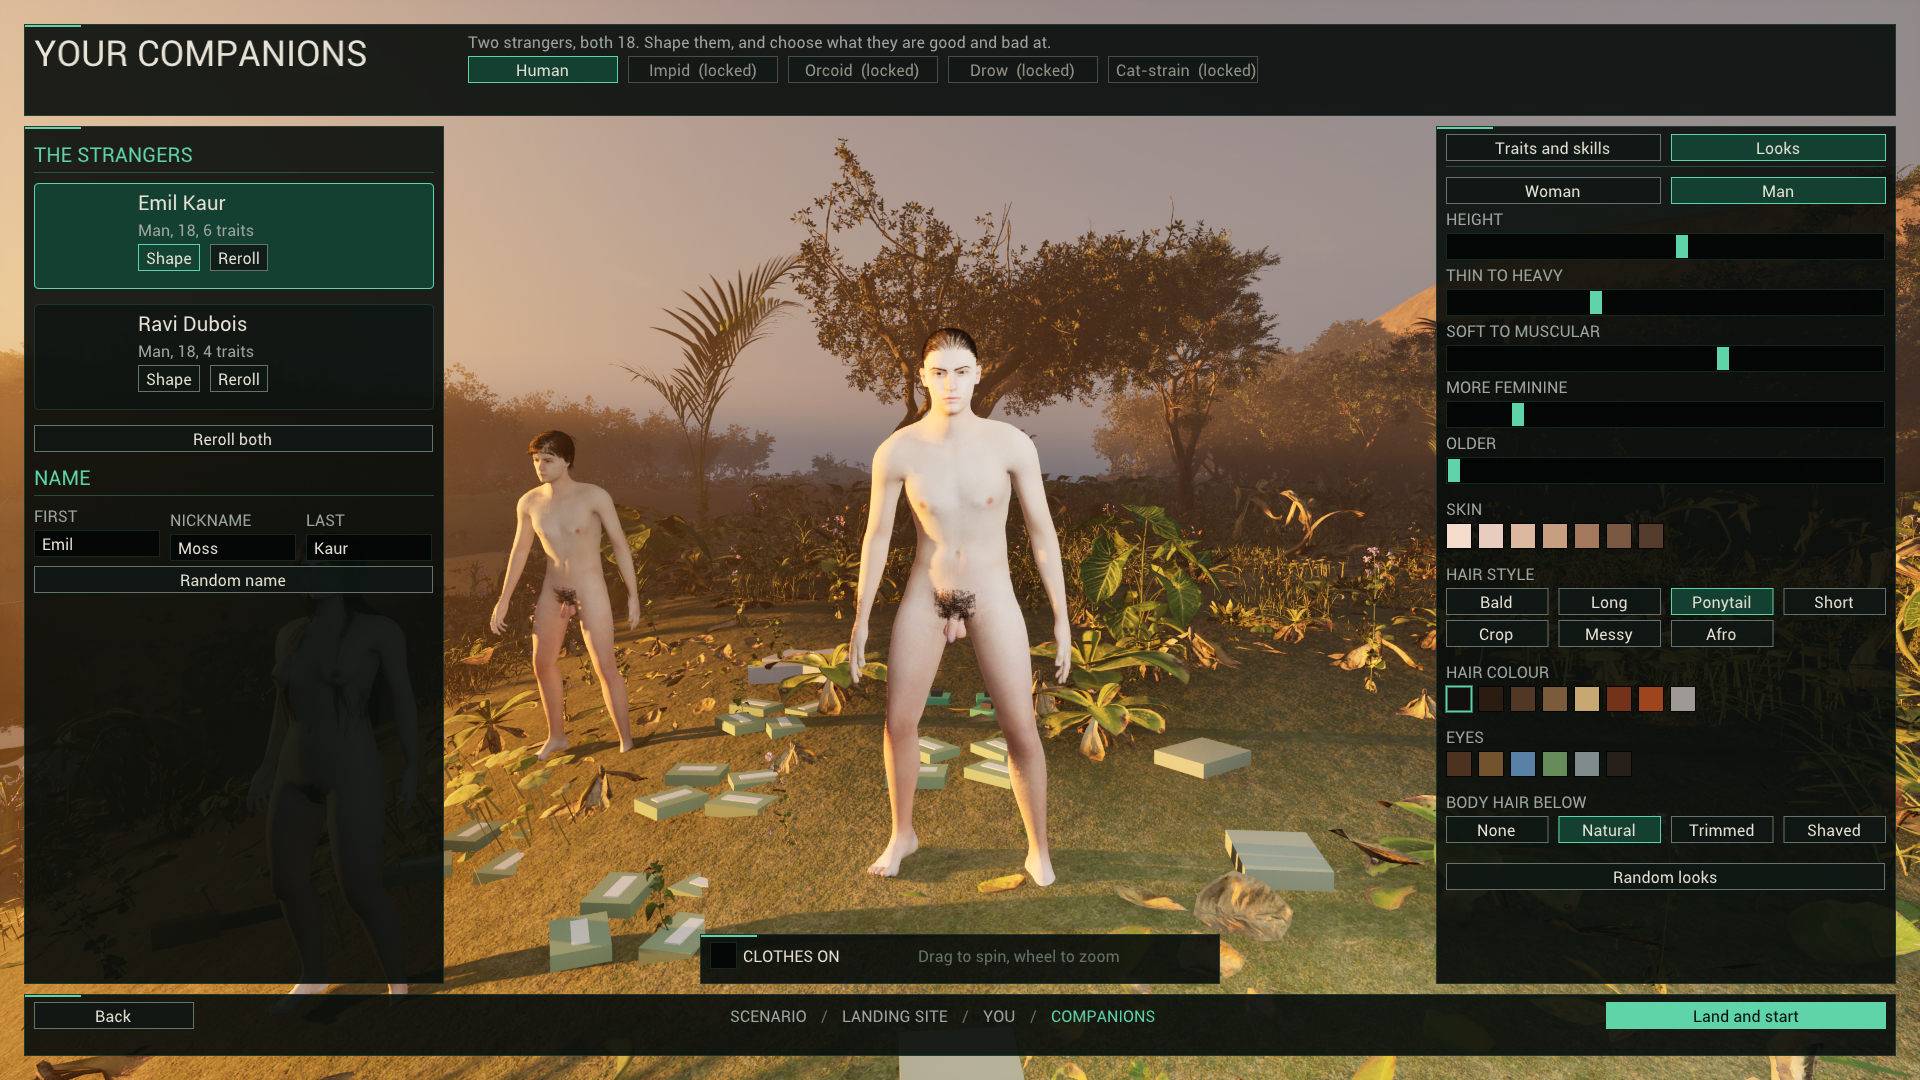 YOUR COMPANIONS
Two strangers, both 18. Shape them, and choose what they are good and bad at.
Human
Impid (locked)
Orcoid (locked)
Drow (locked)
Cat-strain (locked)
THE STRANGERS
Emil Kaur
Man, 18, 6 traits
Shape
Reroll
Ravi Dubois
Man, 18, 4 traits
Shape
Reroll
Reroll both
NAME
FIRST
NICKNAME
LAST
Emil
Moss
Kaur
Random name
Traits and skills
Looks
Woman
Man
HEIGHT
THIN TO HEAVY
SOFT TO MUSCULAR
MORE FEMININE
OLDER
SKIN
HAIR STYLE
Bald
Long
Ponytail
Short
Crop
Messy
Afro
HAIR COLOUR
EYES
BODY HAIR BELOW
None
Natural
Trimmed
Shaved
Random looks
CLOTHES ON
Drag to spin, wheel to zoom
Back
SCENARIO / LANDING SITE / YOU / COMPANIONS
Land and start